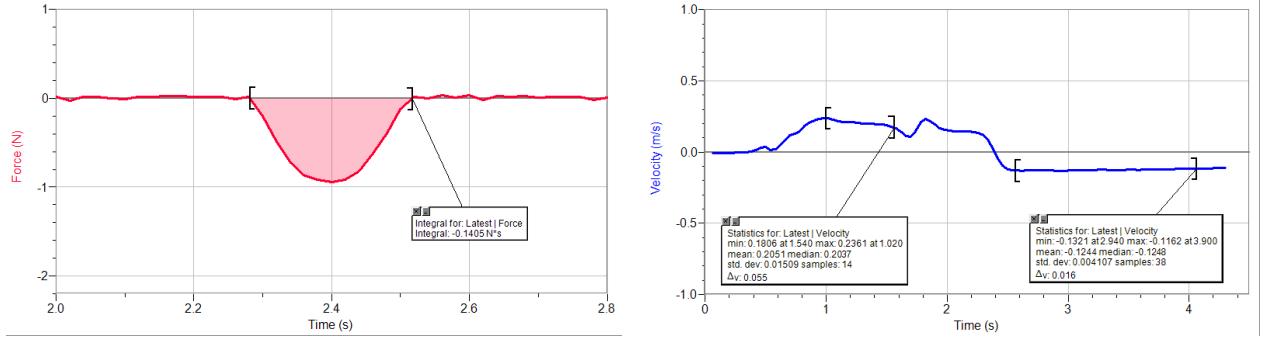 1
0
-1
-2
Force (N)
2.0
2.2
2.4
2.6
2.8
Time (s)
Integral for: Latest | Force
Integral: -0.1405 N*s
1.0
0.5
0.0
-0.5
-1.0
Velocity (m/s)
0
1
2
3
4
Time (s)
Statistics for: Latest | Velocity
min: 0.1806 at 1.540 max: 0.2361 at 1.020
mean: 0.2051 median: 0.2037
std. dev: 0.01509 samples: 14
Δv: 0.055
Statistics for: Latest | Velocity
min: -0.1321 at 2.940 max: -0.1162 at 3.900
mean: -0.1244 median: -0.1248
std. dev: 0.004107 samples: 38
Δv: 0.016